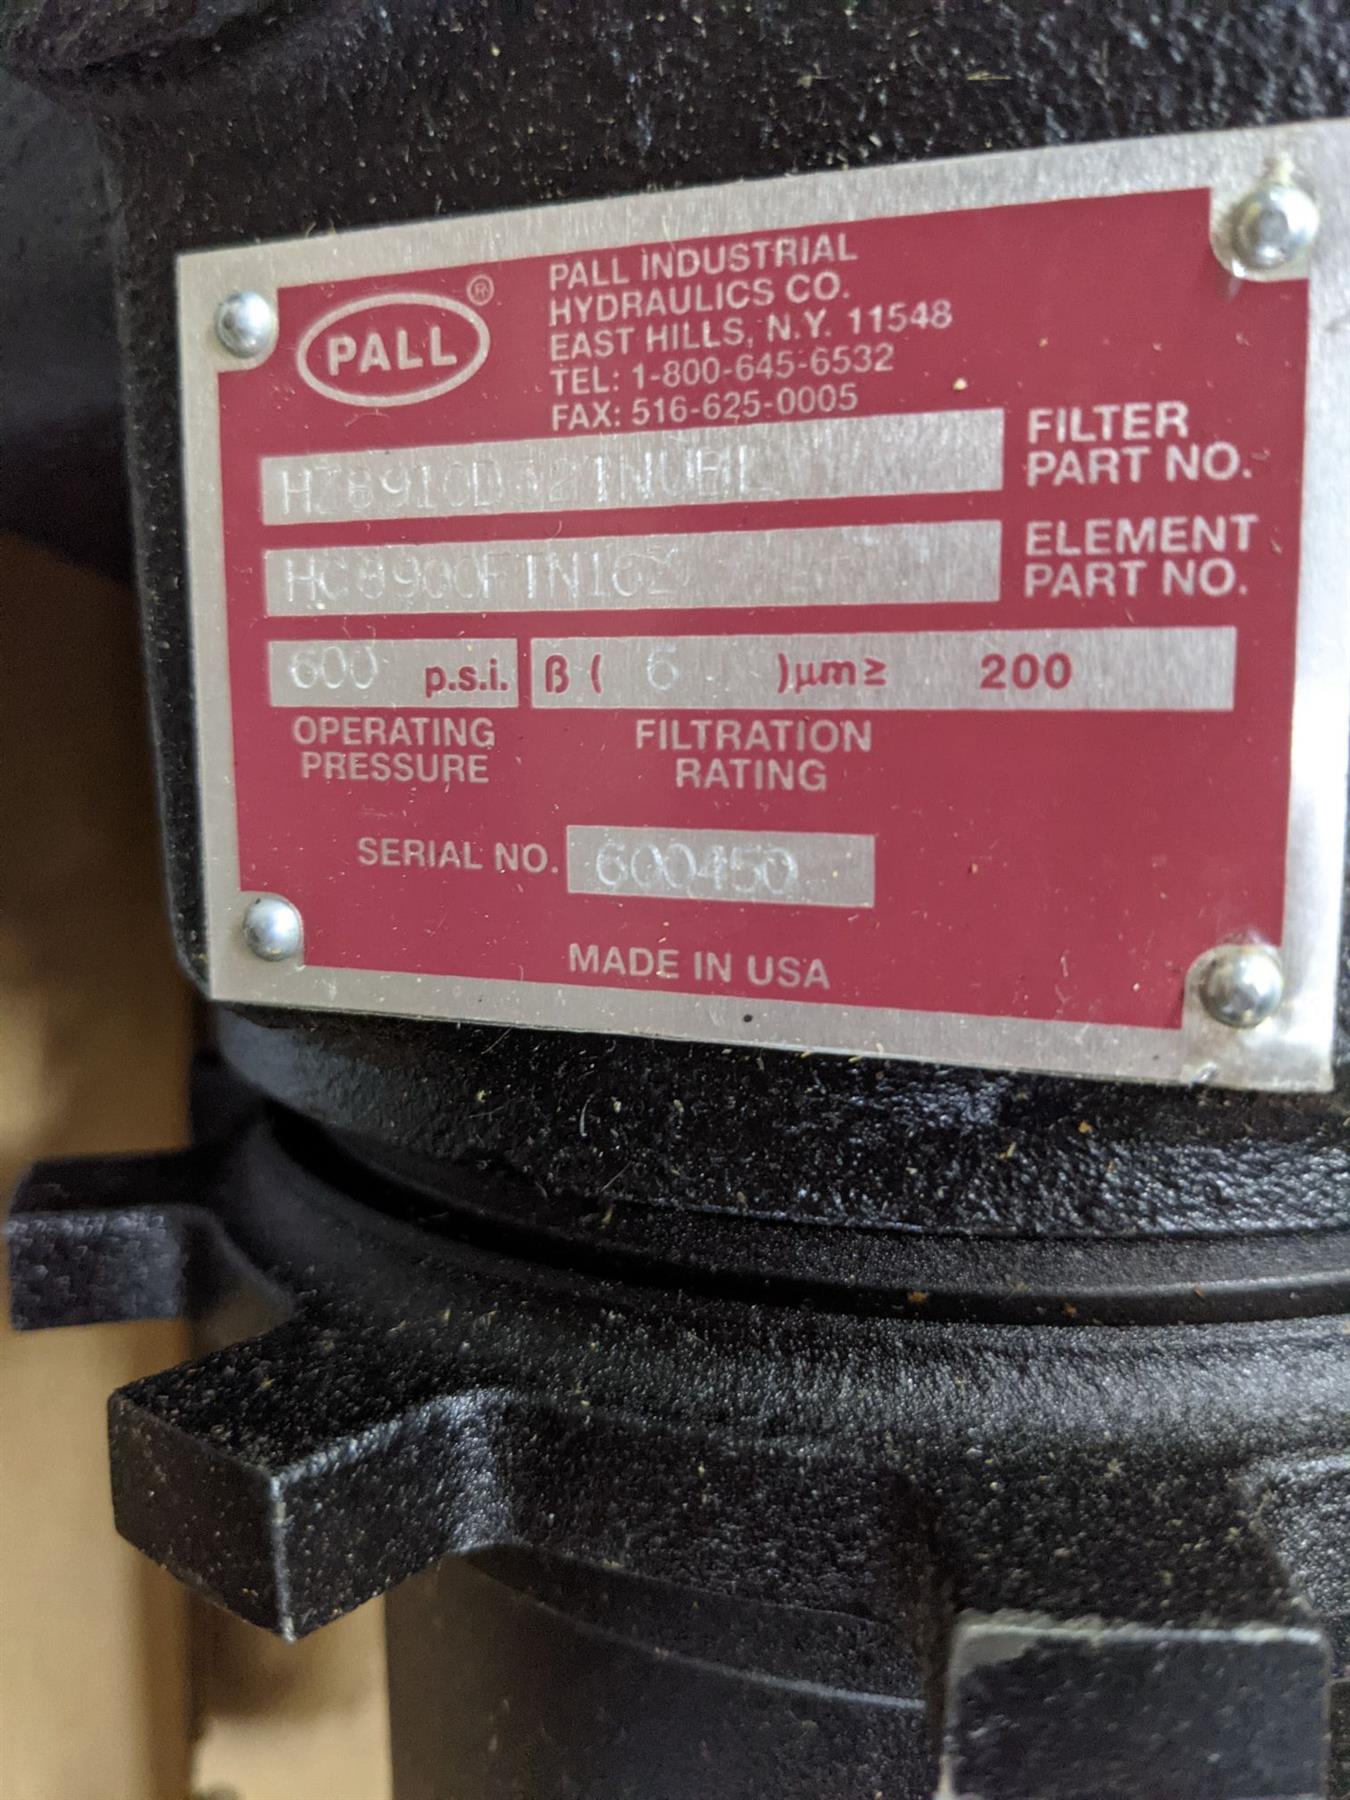 PALL ®
PALL INDUSTRIAL
HYDRAULICS CO.
EAST HILLS, N.Y. 11548
TEL: 1-800-645-6532
FAX: 516-625-0005
FILTER
PART NO.
ELEMENT
PART NO.
600 p.s.i. ß ( 6 )µm≥ 200
OPERATING
PRESSURE
FILTRATION
RATING
SERIAL NO. 600450
MADE IN USA